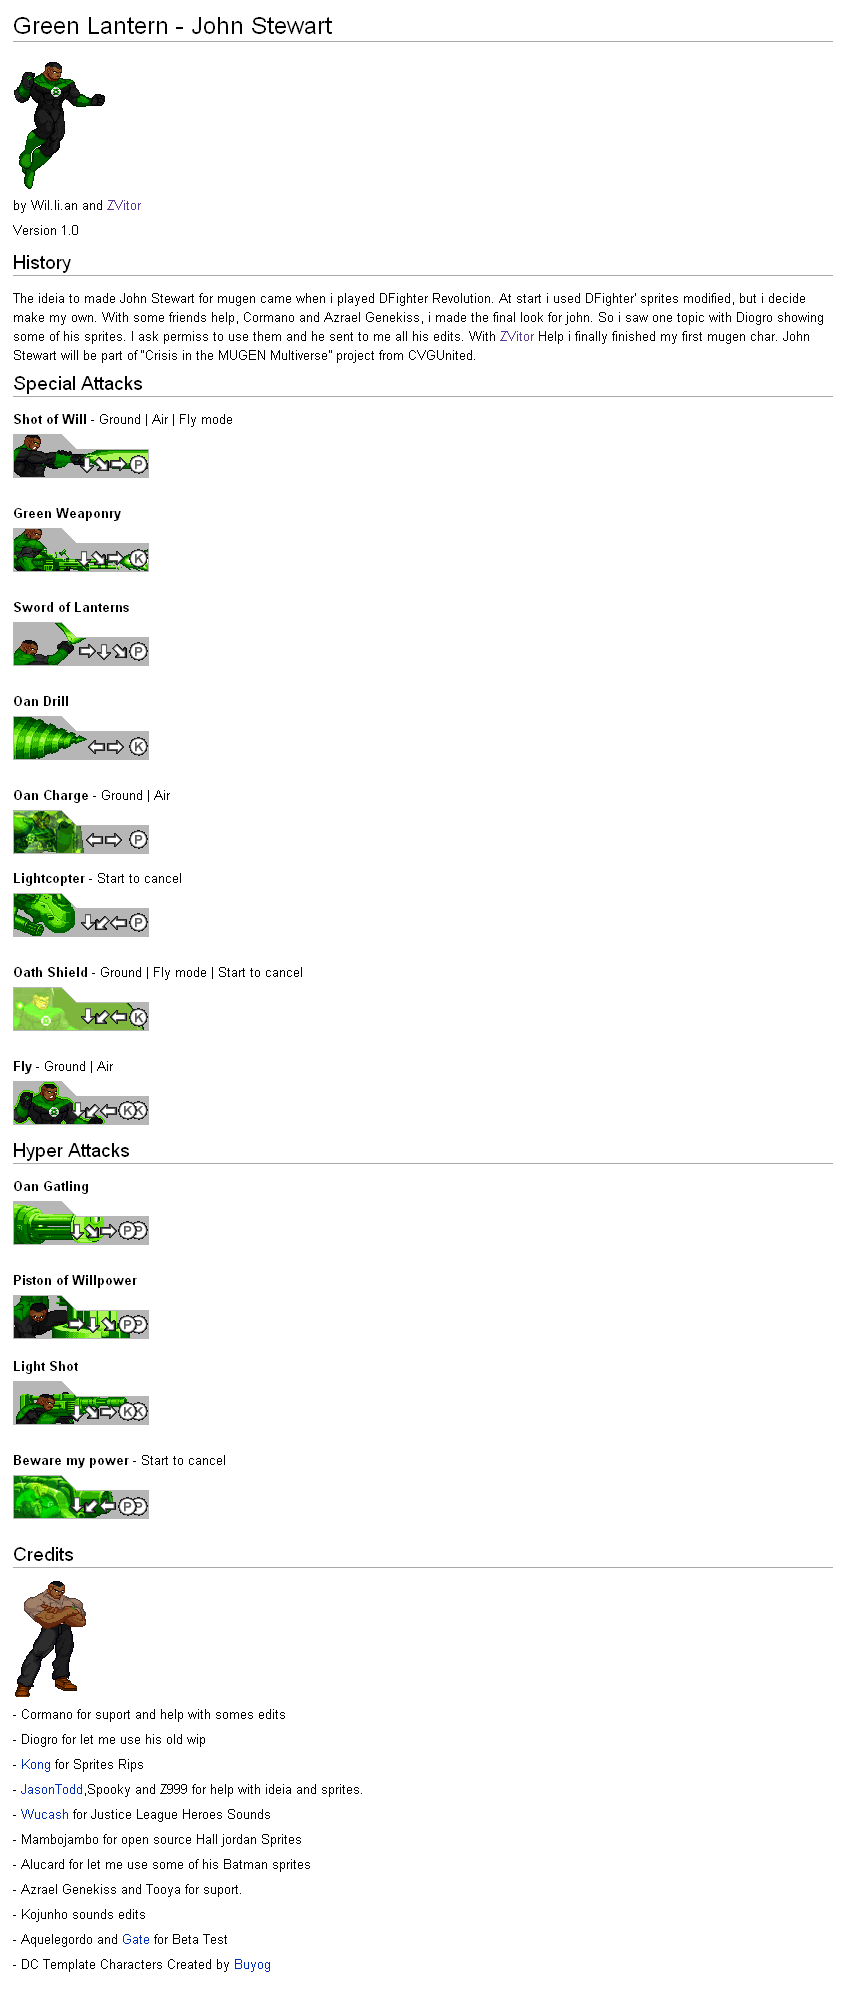 Green Lantern - John Stewart
by Wil.li.an and ZVitor
Version 1.0
History
The ideia to made John Stewart for mugen came when i played DFighter Revolution. At start i used DFighter' sprites modified, but i decide
make my own. With some friends help, Cormano and Azrael Genekiss, i made the final look for john. So i saw one topic with Diogro showing
some of his sprites. I ask permiss to use them and he sent to me all his edits. With ZVitor Help i finally finished my first mugen char. John
Stewart will be part of "Crisis in the MUGEN Multiverse" project from CVGUnited.
Special Attacks
Shot of Will - Ground | Air | Fly mode
P
Green Weaponry
K
Sword of Lanterns
P
Oan Drill
K
Oan Charge - Ground | Air
P
Lightcopter - Start to cancel
P
Oath Shield - Ground | Fly mode | Start to cancel
K
Fly - Ground | Air
KK
Hyper Attacks
Oan Gatling
PP
Piston of Willpower
PP
Light Shot
KK
Beware my power - Start to cancel
PP
Credits
- Cormano for suport and help with somes edits
- Diogro for let me use his old wip
- Kong for Sprites Rips
- JasonTodd,Spooky and Z999 for help with ideia and sprites.
- Wucash for Justice League Heroes Sounds
- Mambojambo for open source Hall jordan Sprites
- Alucard for let me use some of his Batman sprites
- Azrael Genekiss and Tooya for suport.
- Kojunho sounds edits
- Aquelegordo and Gate for Beta Test
- DC Template Characters Created by Buyog